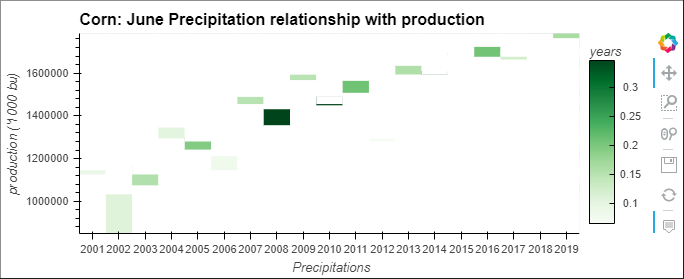 Corn: June Precipitation relationship with production
years
production ('1000 bu)
1600000
1400000
1200000
1000000
0.3
0.25
0.2
0.15
0.1
2001 2002 2003 2004 2005 2006 2007 2008 2009 2010 2011 2012 2013 2014 2015 2016 2017 2018 2019
Precipitations